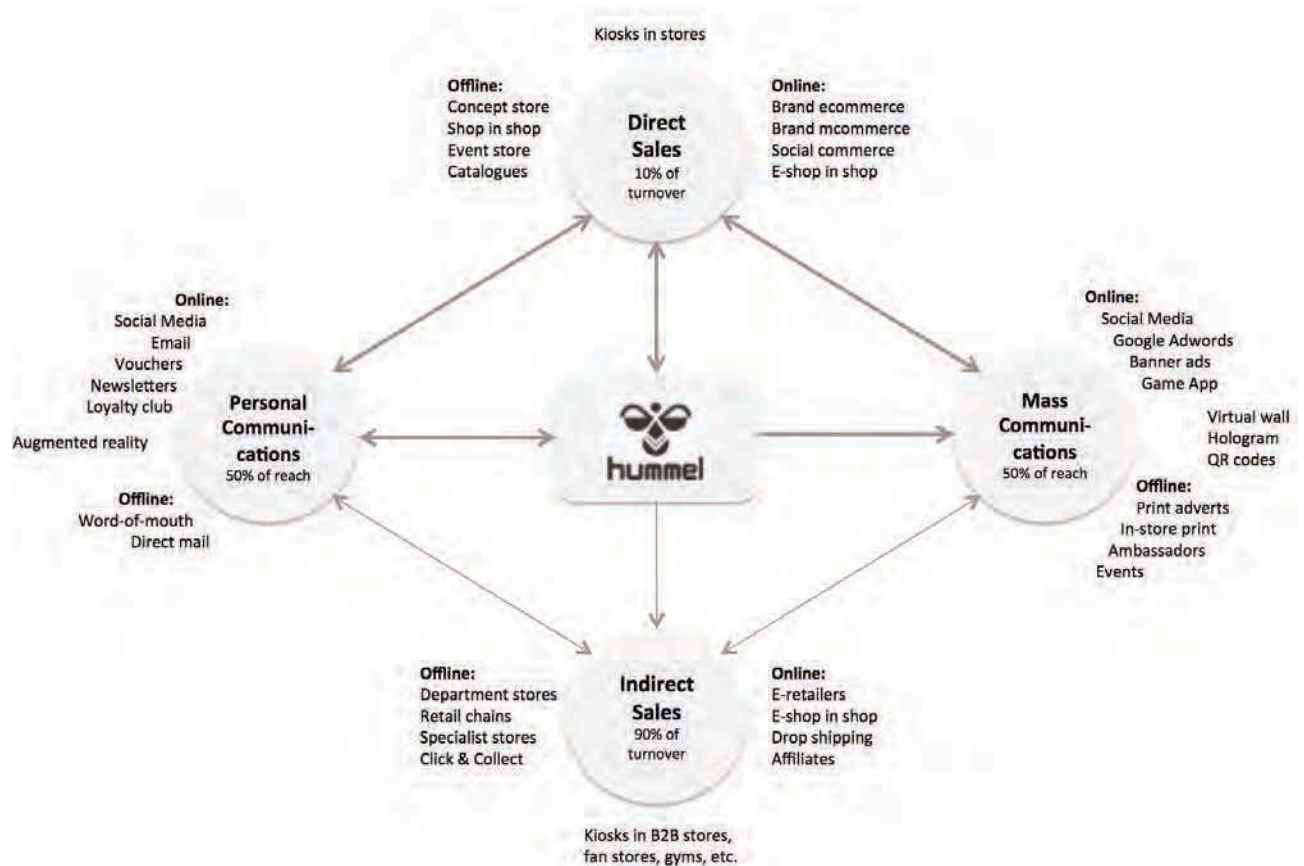 Kiosks in stores
Offline:
Concept store
Shop in shop
Event store
Catalogues
Direct
Sales
10% of
turnover
Online:
Brand ecommerce
Brand mcommerce
Social commerce
E-shop in shop
Online:
Social Media
Email
Vouchers
Newsletters
Loyalty club
Augmented reality
Offline:
Word-of-mouth
Direct mail
Personal
Communi-
cations
50% of reach
hummel
Mass
Communi-
cations
50% of reach
Online:
Social Media
Google Adwords
Banner ads
Game App
Virtual wall
Hologram
QR codes
Offline:
Print adverts
In-store print
Ambassadors
Events
Offline:
Department stores
Retail chains
Specialist stores
Click & Collect
Indirect
Sales
90% of
turnover
Online:
E-retailers
E-shop in shop
Drop shipping
Affiliates
Kiosks in B2B stores,
fan stores, gyms, etc.